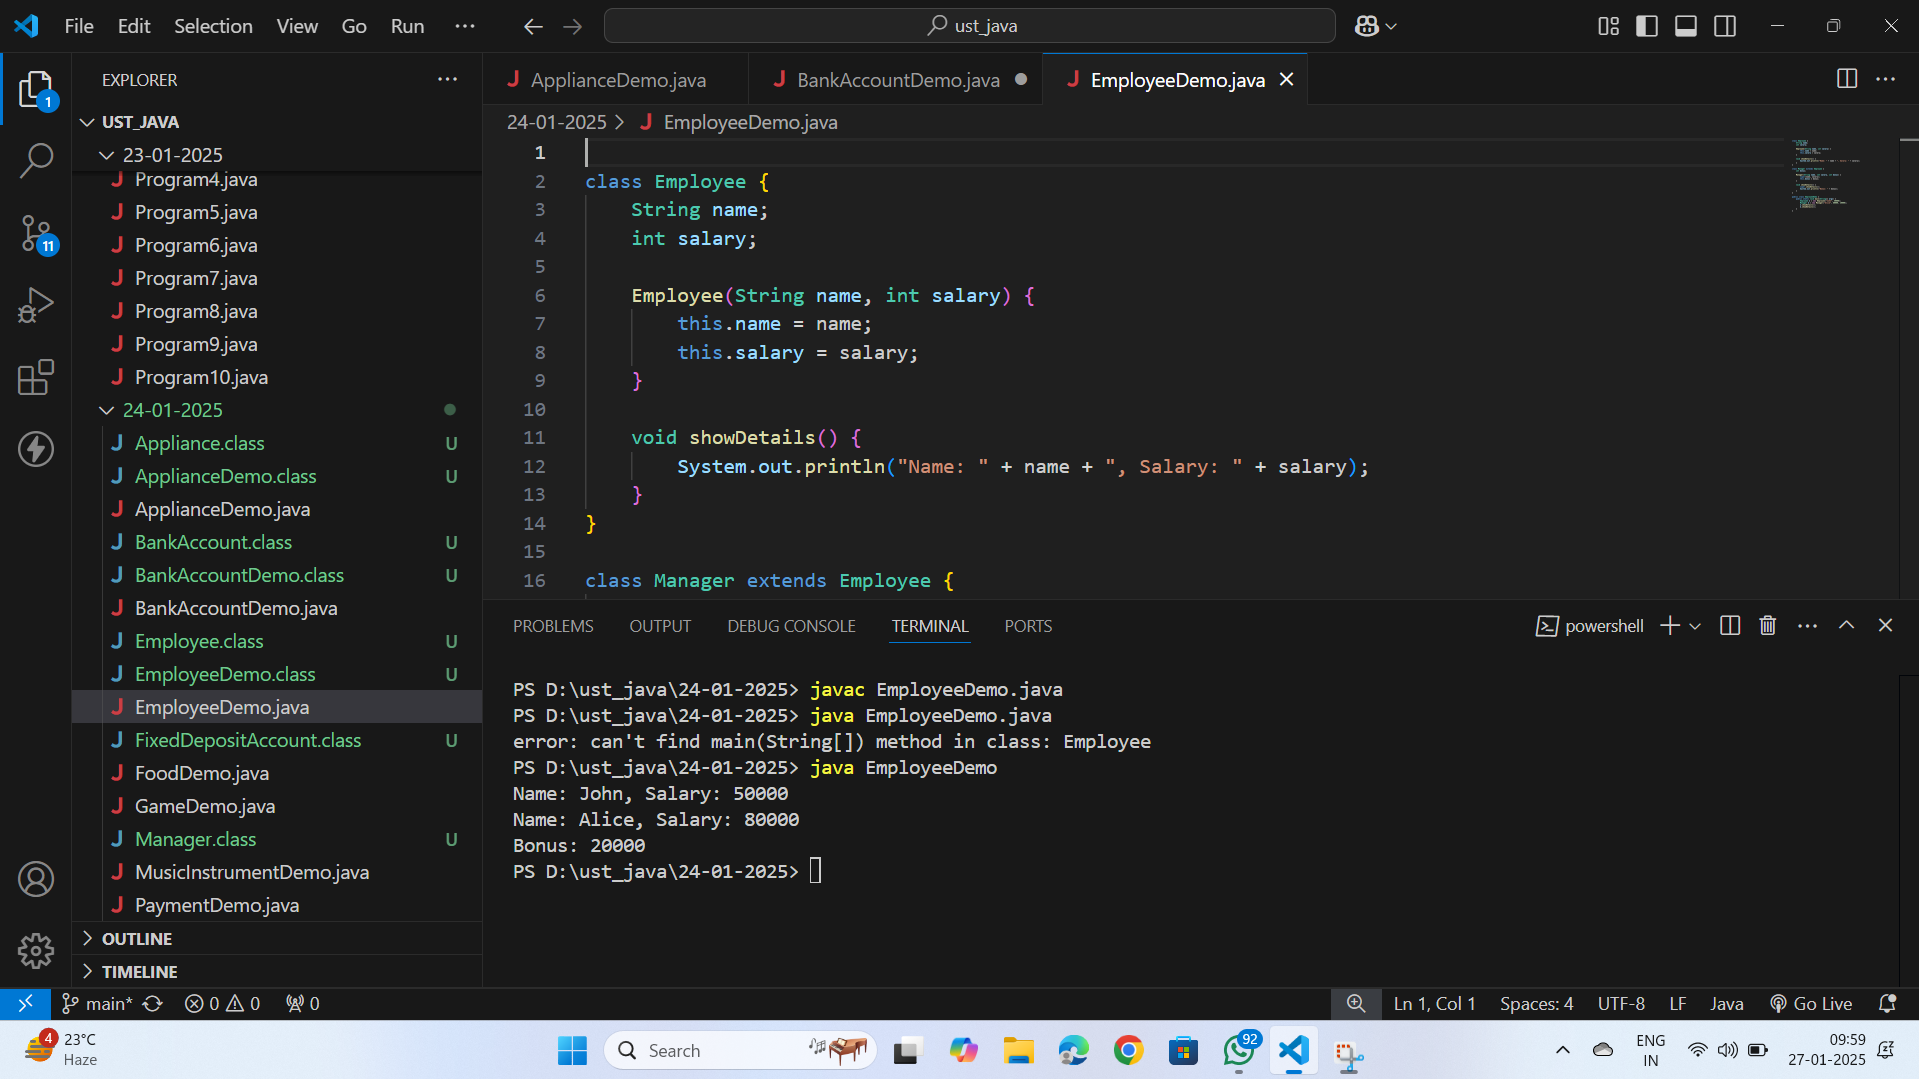 File Edit Selection View Go Run ··· ust_java
EXPLORER ···
UST_JAVA
23-01-2025
Program4.java
Program5.java
Program6.java
Program7.java
Program8.java
Program9.java
Program10.java
24-01-2025
Appliance.class U
ApplianceDemo.class U
ApplianceDemo.java
BankAccount.class U
BankAccountDemo.class U
BankAccountDemo.java
Employee.class U
EmployeeDemo.class U
EmployeeDemo.java
FixedDepositAccount.class U
FoodDemo.java
GameDemo.java
Manager.class U
MusicInstrumentDemo.java
PaymentDemo.java
OUTLINE
TIMELINE
1
11
ApplianceDemo.java BankAccountDemo.java EmployeeDemo.java
24-01-2025 > EmployeeDemo.java
1
2 class Employee {
3 String name;
4 int salary;
5
6 Employee(String name, int salary) {
7 this.name = name;
8 this.salary = salary;
9 }
10
11 void showDetails() {
12 System.out.println("Name: " + name + ", Salary: " + salary);
13 }
14 }
15
16 class Manager extends Employee {
PROBLEMS OUTPUT DEBUG CONSOLE TERMINAL PORTS powershell
PS D:\ust_java\24-01-2025> javac EmployeeDemo.java
PS D:\ust_java\24-01-2025> java EmployeeDemo.java
error: can't find main(String[]) method in class: Employee
PS D:\ust_java\24-01-2025> java EmployeeDemo
Name: John, Salary: 50000
Name: Alice, Salary: 80000
Bonus: 20000
PS D:\ust_java\24-01-2025>
main* 0 0 0 Ln 1, Col 1 Spaces: 4 UTF-8 LF Java Go Live
4 23°C
Haze
Search
92
ENG
IN
09:59
27-01-2025